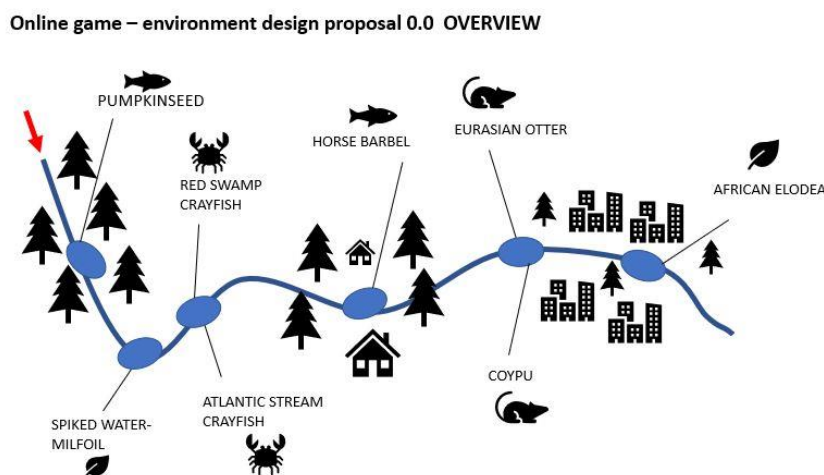 Online game – environment design proposal 0.0 OVERVIEW
PUMPKINSEED
RED SWAMP
CRAYFISH
HORSE BARBEL
EURASIAN OTTER
AFRICAN ELODEA
SPIKED WATER-
MILFOIL
ATLANTIC STREAM
CRAYFISH
COYPU